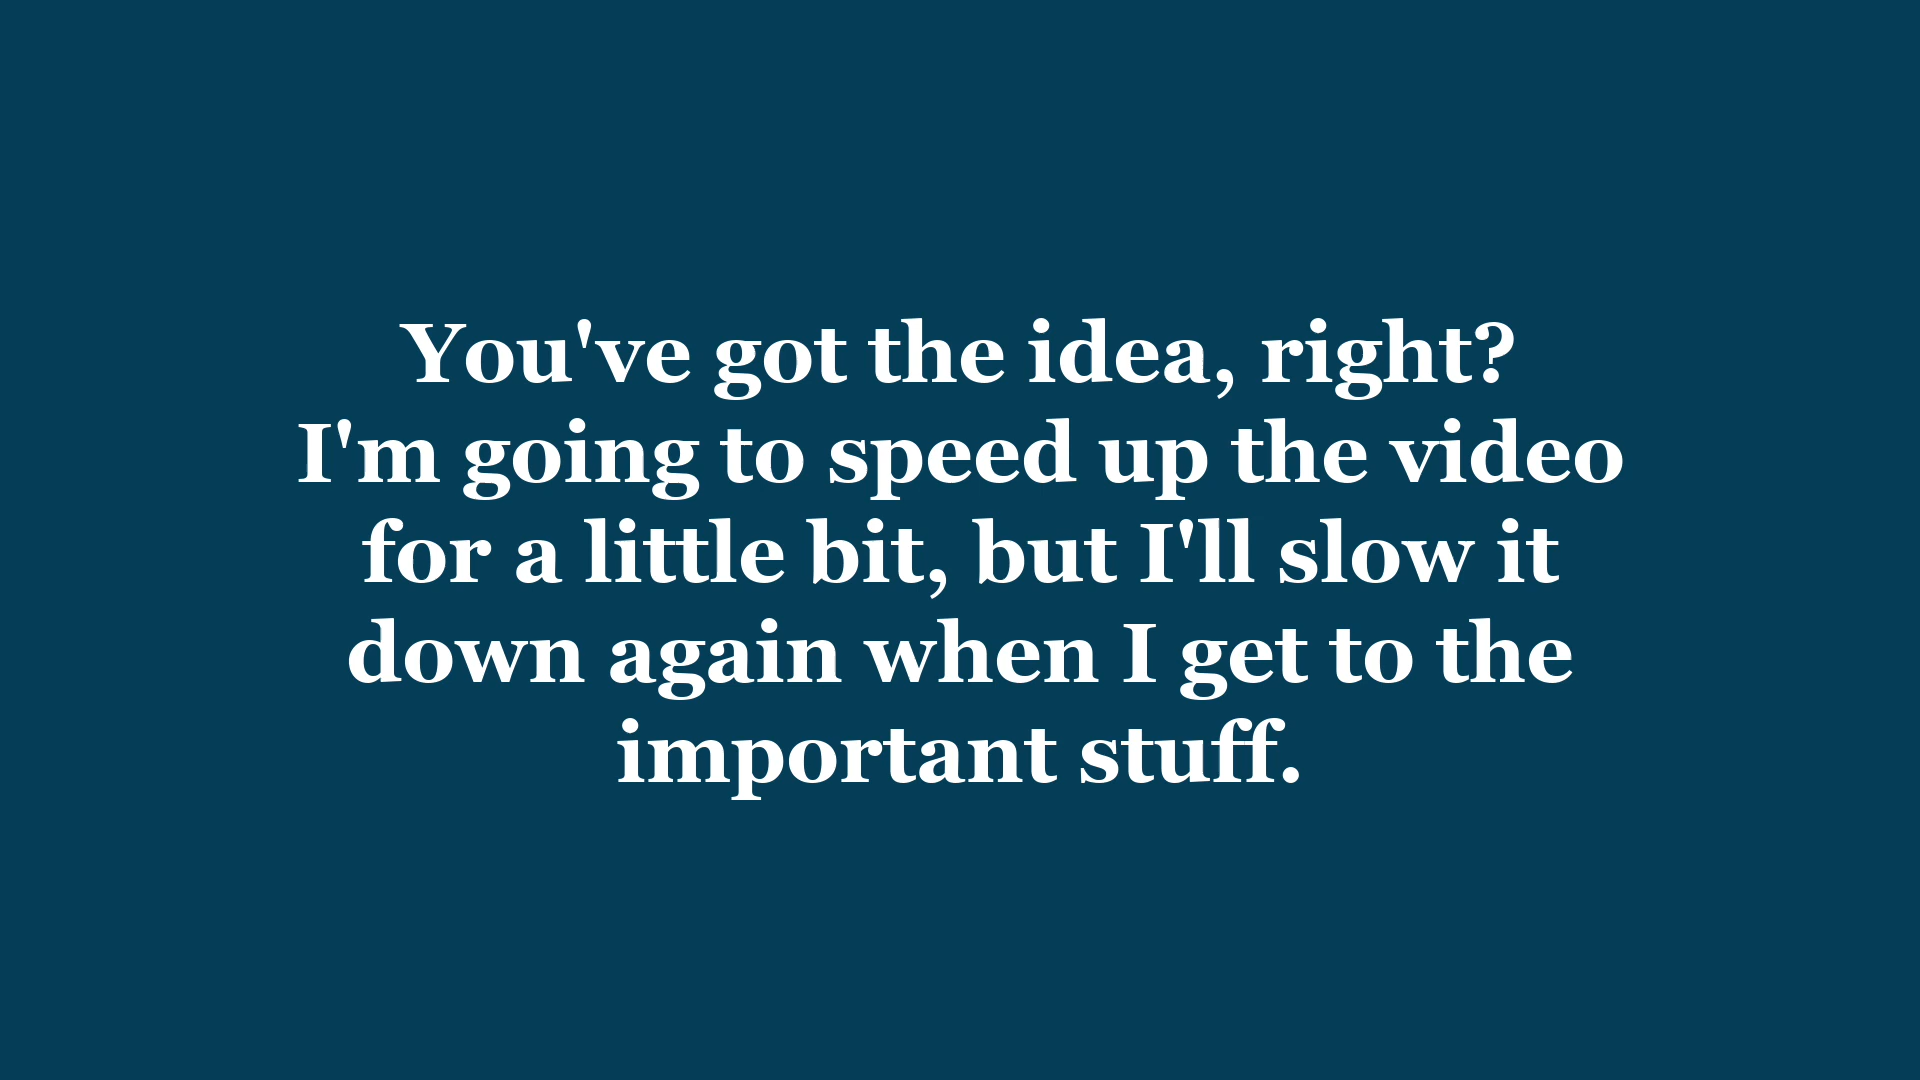 You've got the idea, right?
I'm going to speed up the video
for a little bit, but I'll slow it
down again when I get to the
important stuff.